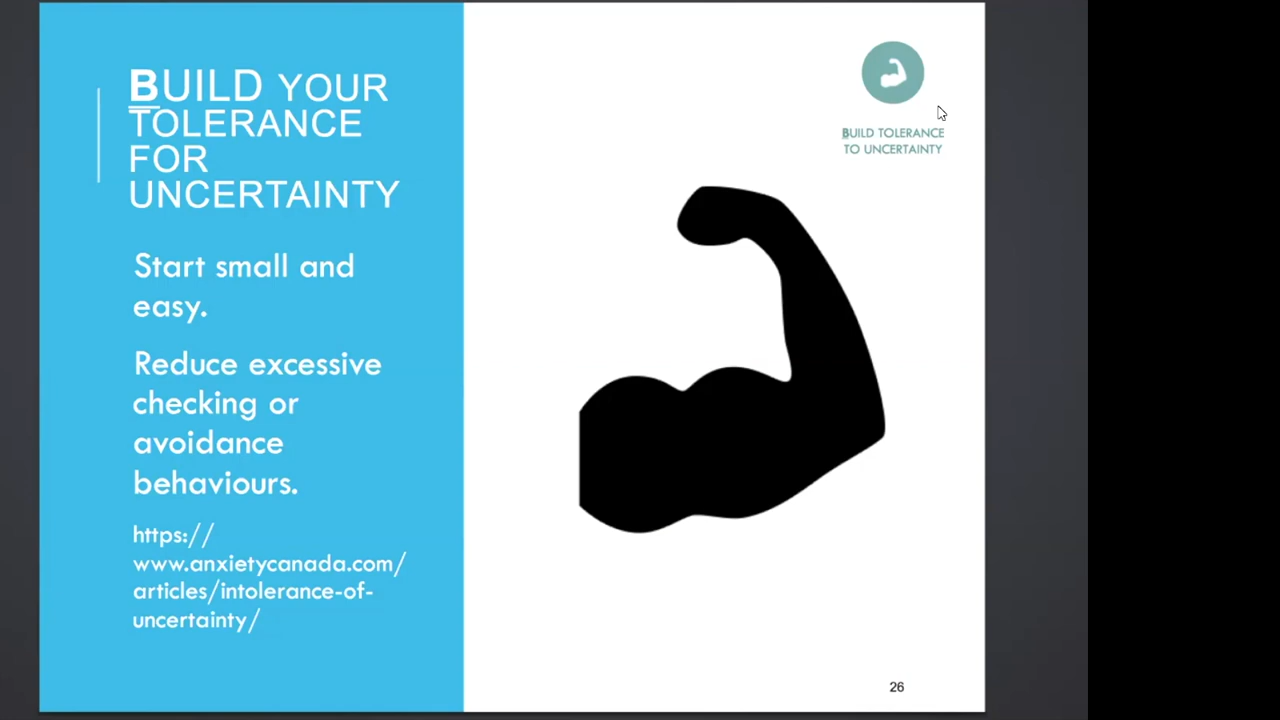 BUILD YOUR
TOLERANCE
FOR
UNCERTAINTY
Start small and
easy.
Reduce excessive
checking or
avoidance
behaviours.
https://
www.anxietycanada.com/
articles/intolerance-of-
uncertainty/
BUILD TOLERANCE
TO UNCERTAINTY
26